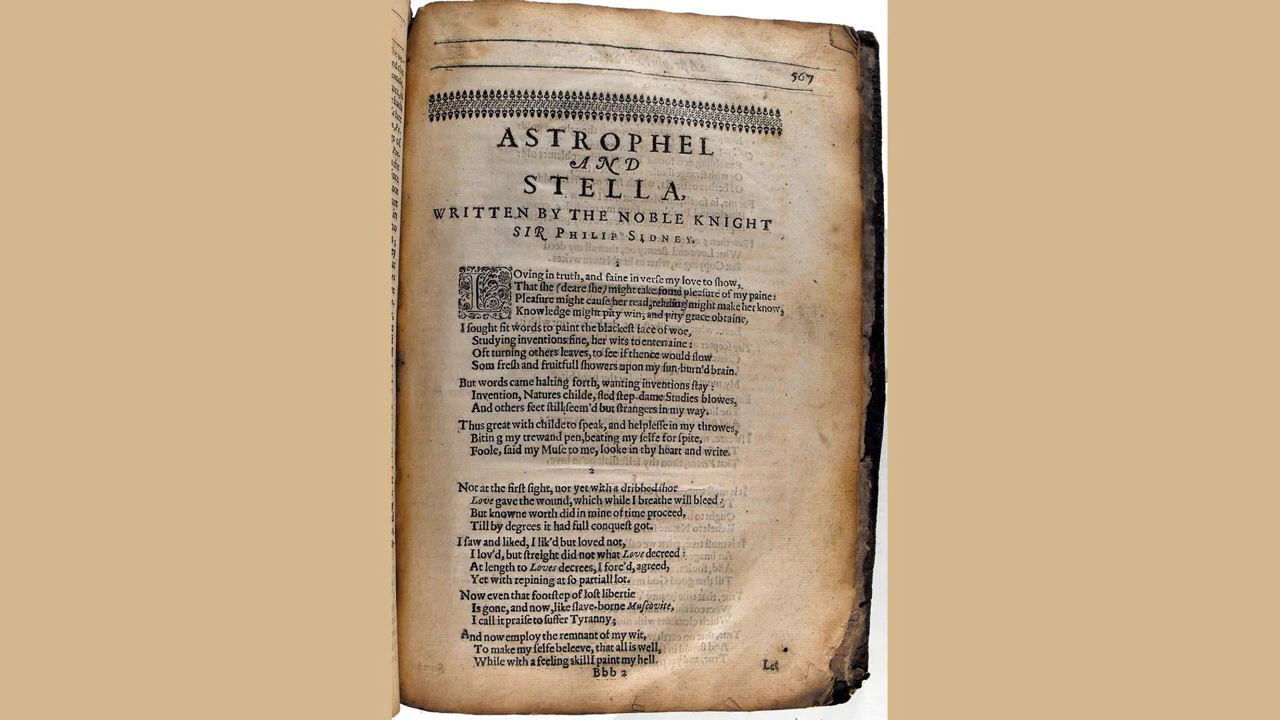 567
ASTROPHEL
AND
STELLA,
WRITTEN BY THE NOBLE KNIGHT
SIR PHILIP SIDNEY.
1
LOving in truth, and faine in verse my love to show,
That ſhe (deare ſhe) might take ſome pleaſure of my paine:
Pleaſure might cauſe her read, reading might make her know,
Knowledge might pity win, and pity grace obtaine,
I ſought fit words to paint the blackeſt face of woe,
Studying inventions fine, her wits to entertaine:
Oft turning others leaves, to ſee if thence would flow
Som freſh and fruitfull ſhowers upon my ſun-burn'd brain.
But words came halting forth, wanting inventions ſtay:
Invention, Natures childe, fled ſtep-dame Studies blowes,
And others feet ſtill ſeem'd but ſtrangers in my way.
Thus great with childe to ſpeak, and helpleſſe in my throwes,
Biting my trewand pen, beating my ſelfe for ſpite,
Foole, ſaid my Muſe to me, looke in thy heart and write.
2
Not at the firſt ſight, nor yet with a dribbed ſhot
Love gave the wound, which while I breathe will bleed:
But knowne worth did in mine of time proceed,
Till by degrees it had full conqueſt got.
I ſaw and liked, I lik'd but loved not,
I lov'd, but ſtreight did not what Love decreed:
At length to Loves decrees, I forc'd, agreed,
Yet with repining at ſo partiall lot.
Now even that footſtep of loſt libertie
Is gone, and now, like ſlave-borne Muſcovite,
I call it praiſe to ſuffer Tyranny;
And now employ the remnant of my wit,
To make my ſelfe beleeve, that all is well,
While with a feeling skill I paint my hell.
Bbb 2
Let